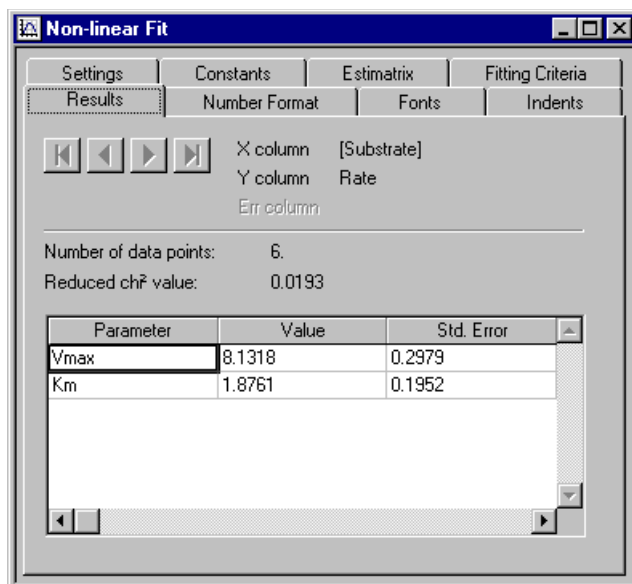 Non-linear Fit
Settings Constants Estimatrix Fitting Criteria
Results Number Format Fonts Indents
X column [Substrate]
Y column Rate
Err column
Number of data points: 6.
Reduced chi² value: 0.0193
Parameter Value Std. Error
Vmax 8.1318 0.2979
Km 1.8761 0.1952